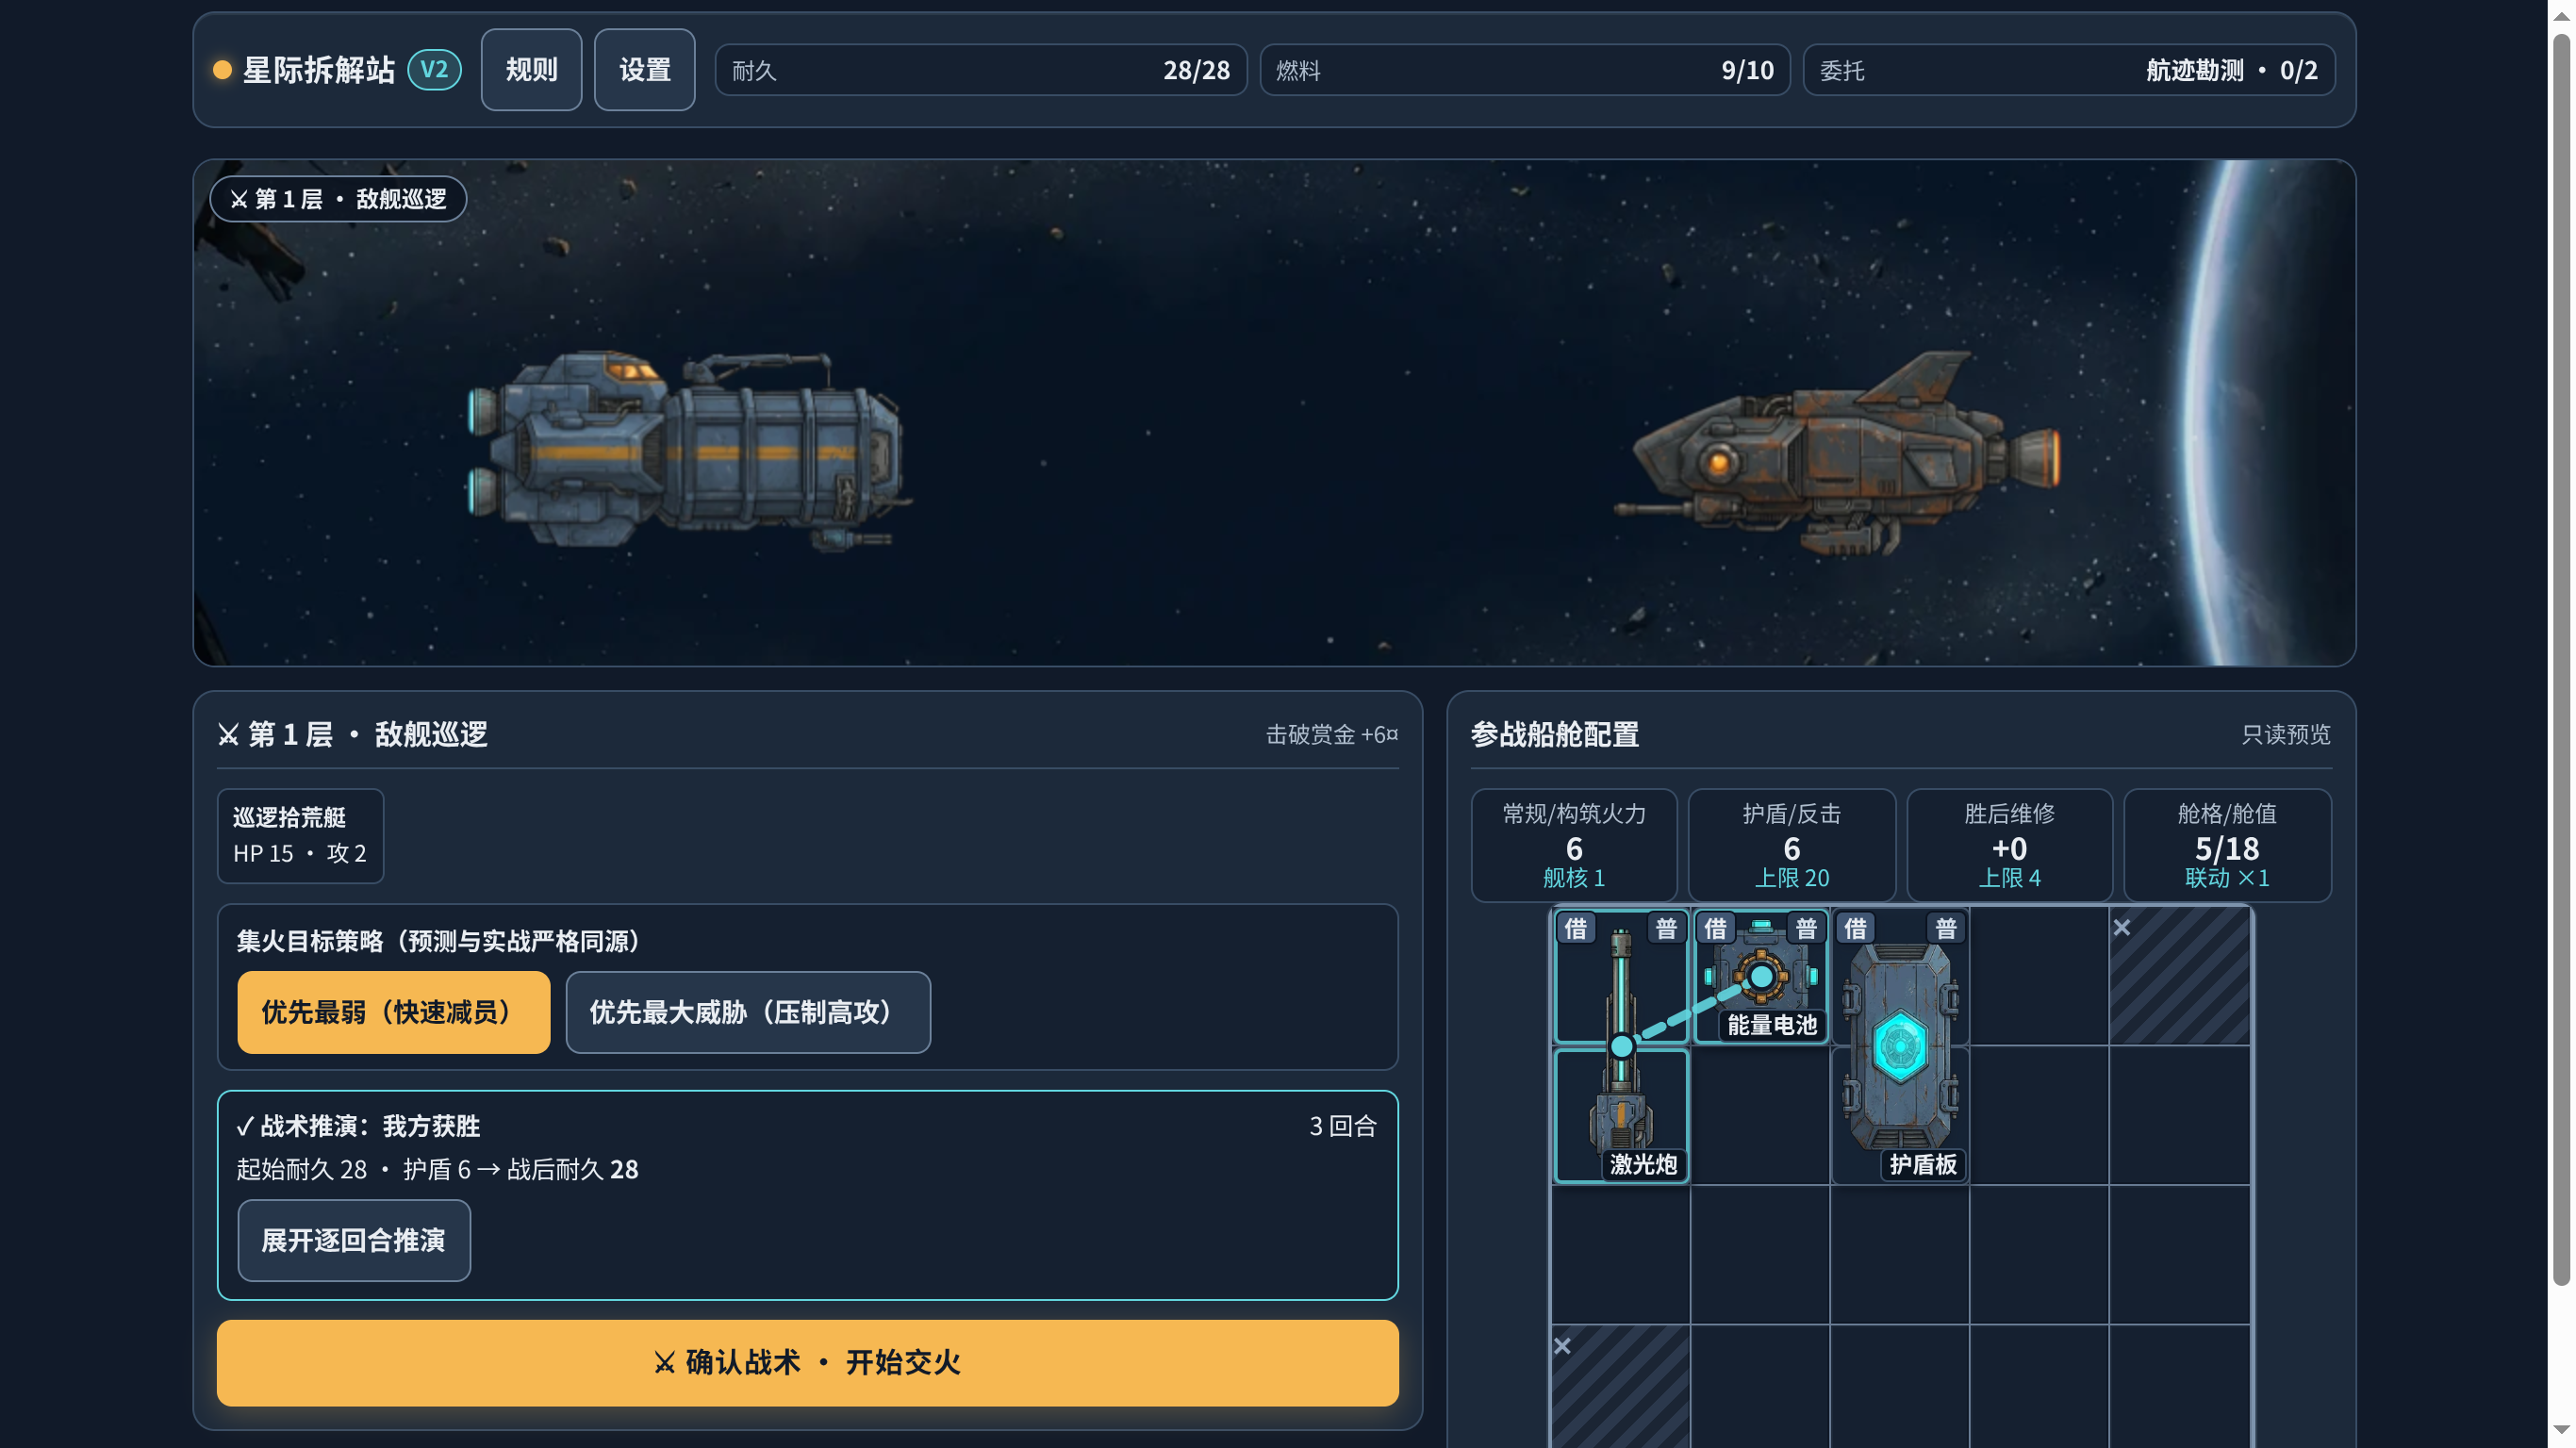 星际拆解站 V2 规则 设置 耐久 28/28 燃料 9/10 委托 航迹勘测 • 0/2
⚔ 第 1 层 • 敌舰巡逻
⚔ 第 1 层 • 敌舰巡逻 击破赏金 +6¤
巡逻拾荒艇
HP 15 • 攻 2
集火目标策略（预测与实战严格同源）
优先最弱（快速减员） 优先最大威胁（压制高攻）
✓ 战术推演：我方获胜 3 回合
起始耐久 28 • 护盾 6 → 战后耐久 28
展开逐回合推演
⚔ 确认战术 • 开始交火
参战船舱配置 只读预览
常规/构筑火力 护盾/反击 胜后维修 舱格/舱值
6 6 +0 5/18
舰核 1 上限 20 上限 4 联动 ×1
借 普 借 普 借 普 ×
能量电池
激光炮 护盾板
×